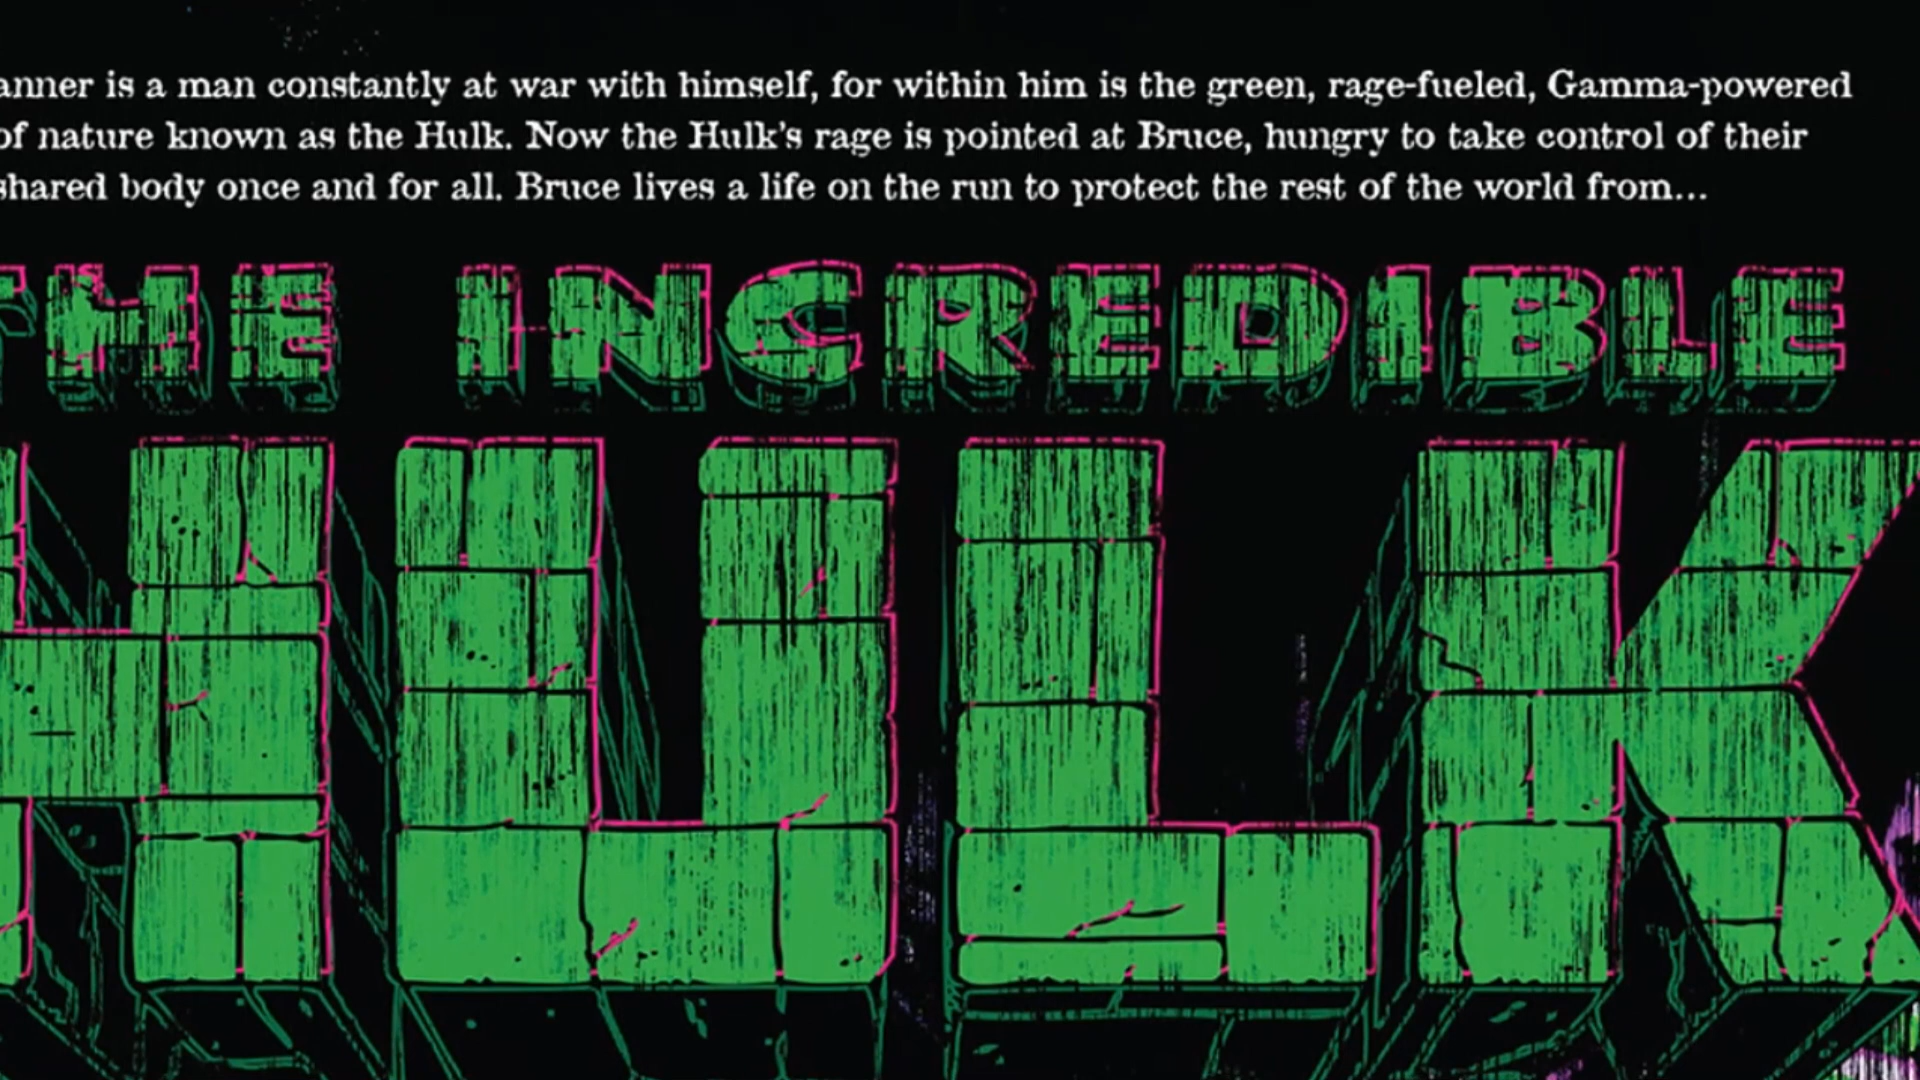 anner is a man constantly at war with himself, for within him is the green, rage-fueled, Gamma-powered
of nature known as the Hulk. Now the Hulk's rage is pointed at Bruce, hungry to take control of their
shared body once and for all. Bruce lives a life on the run to protect the rest of the world from...
THE INCREDIBLE
HULK